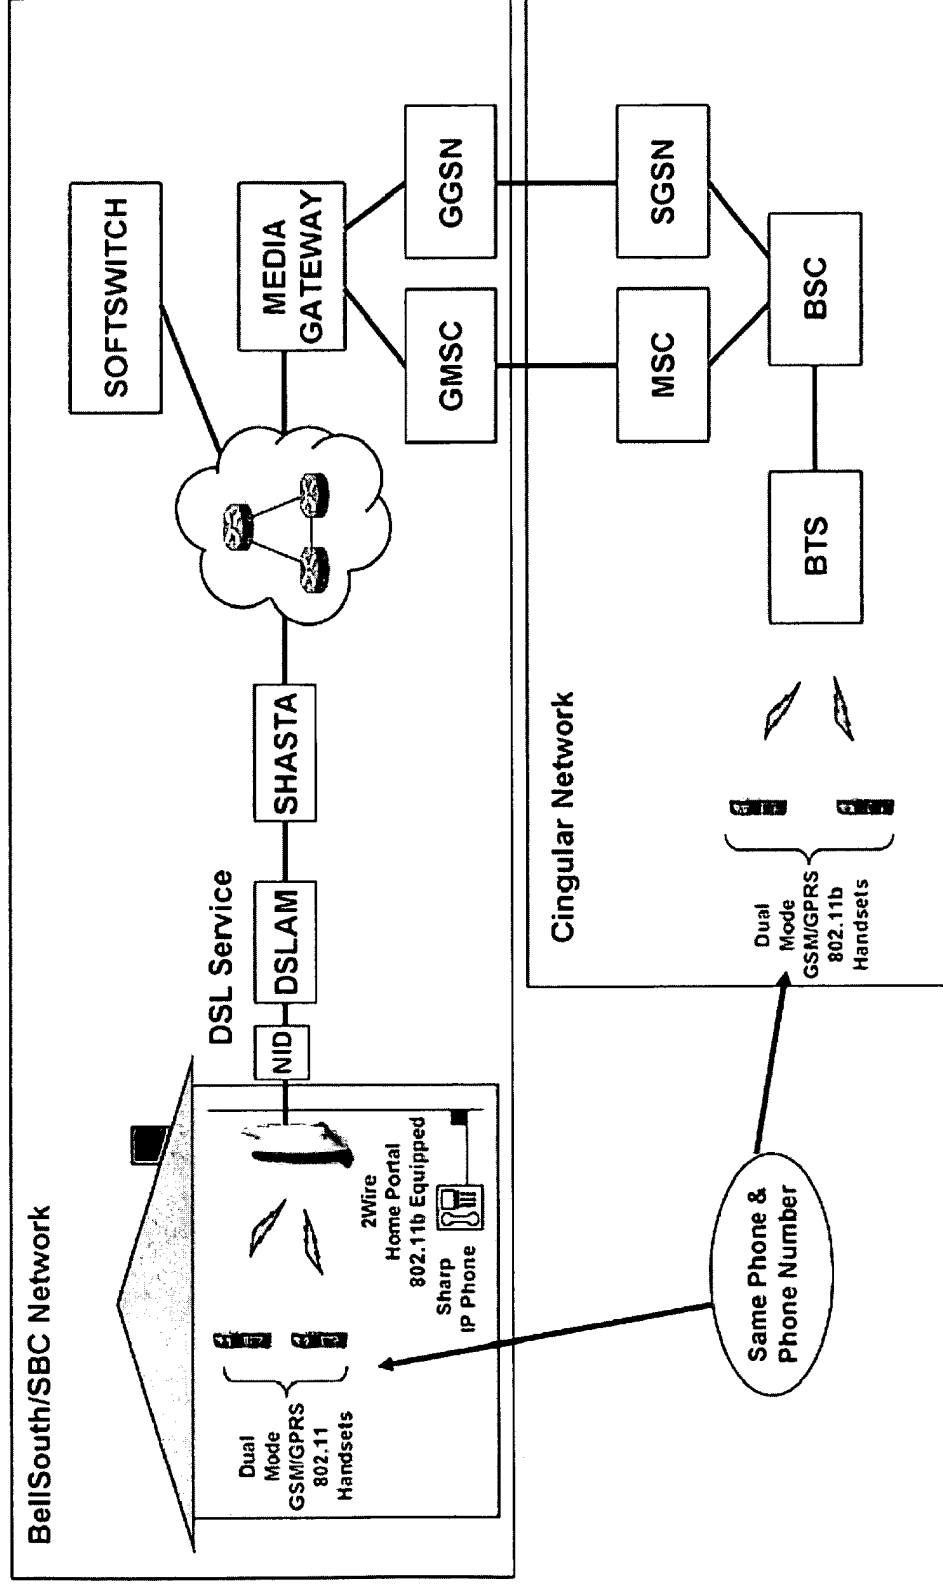 BellSouth/SBC Network
DSL Service
SOFTSWITCH
NID
DSLAM
SHASTA
MEDIA
GATEWAY
Dual
Mode
GSM/GPRS
802.11
Handsets
2Wire
Home Portal
802.11b Equipped
Sharp
IP Phone
GMSC
GGSN
Cingular Network
MSC
SGSN
Dual
Mode
GSM/GPRS
802.11b
Handsets
BTS
BSC
Same Phone &
Phone Number